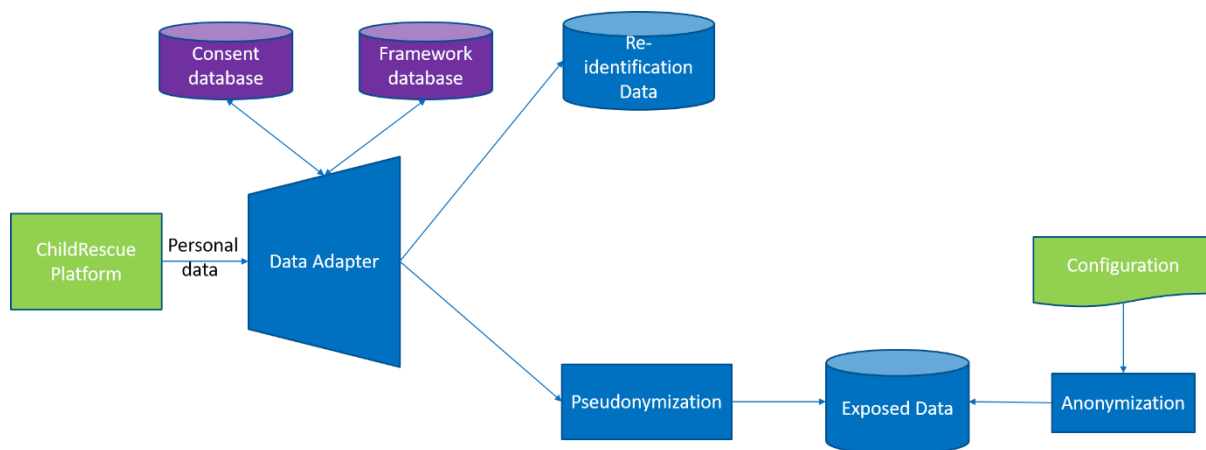 Consent
database
Framework
database
Re-
identification
Data
ChildRescue
Platform
Personal
data
Data Adapter
Configuration
Pseudonymization
Exposed Data
Anonymization